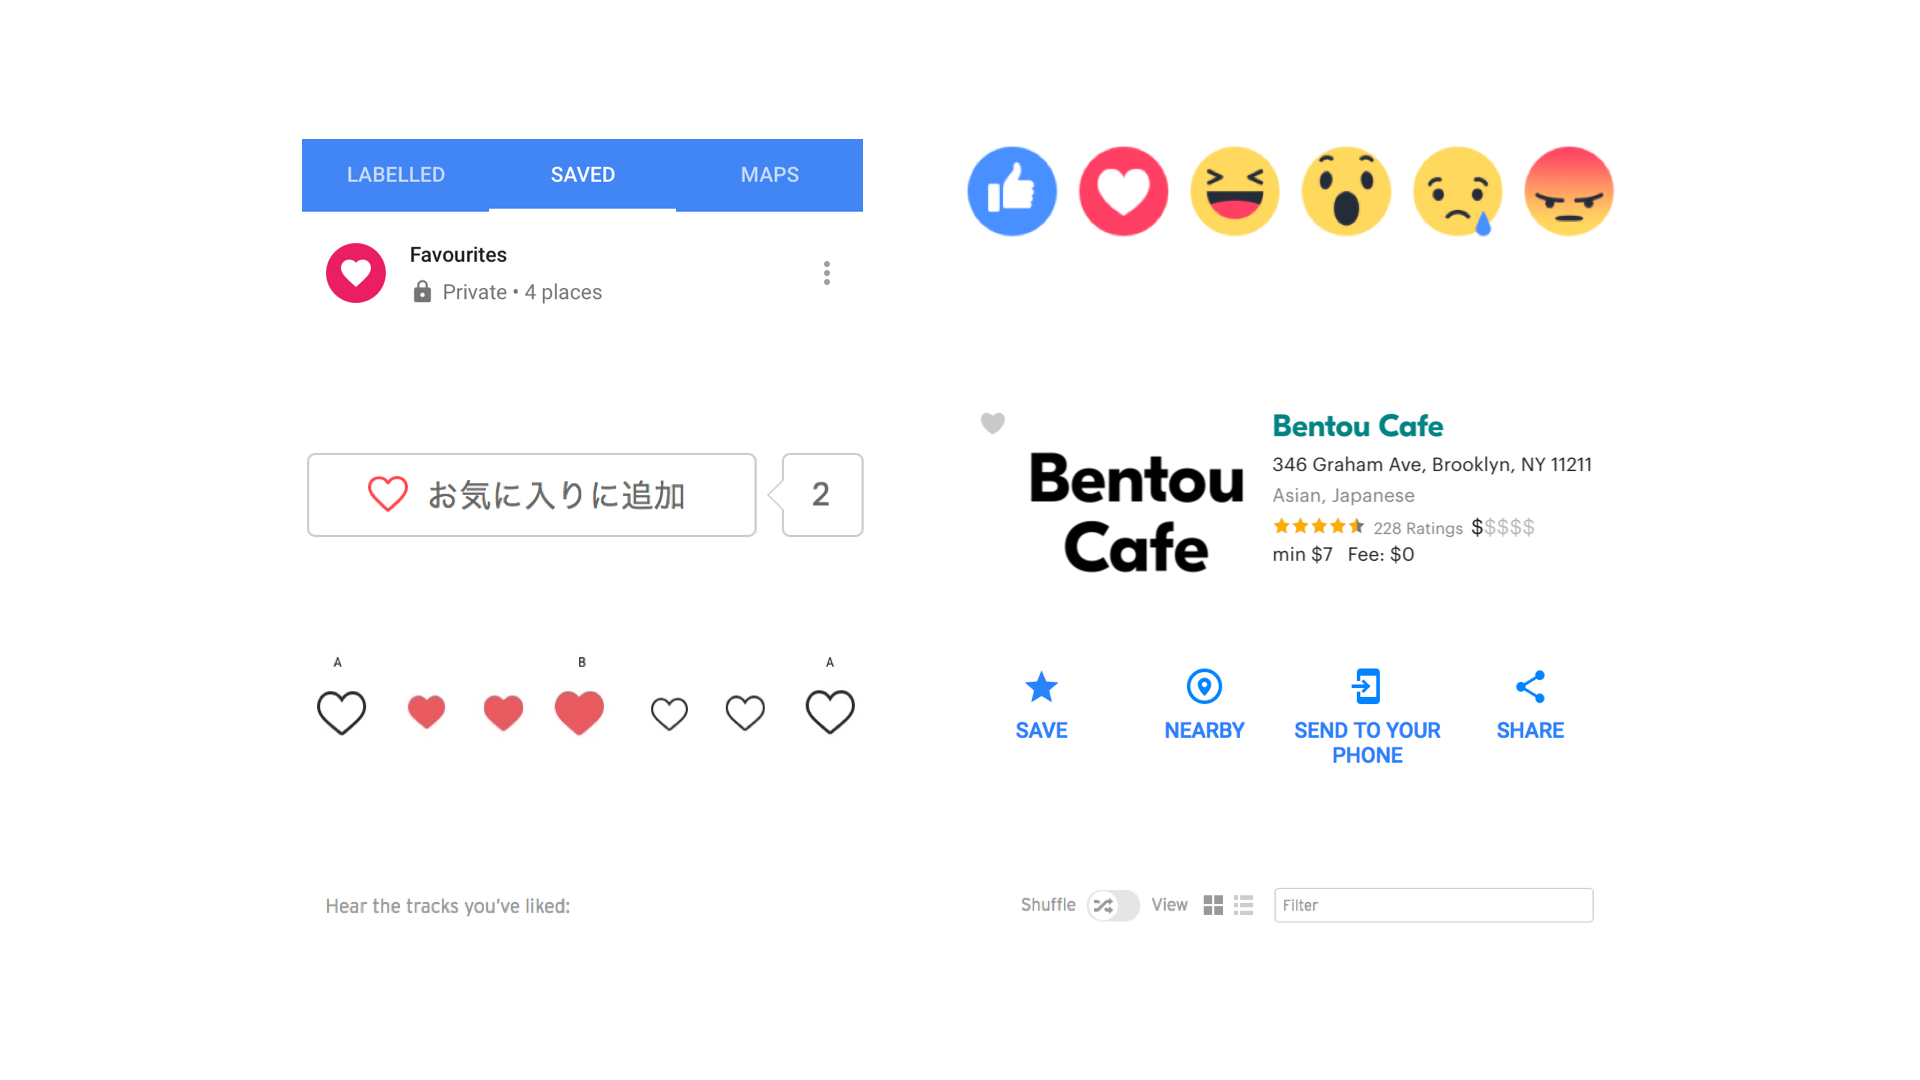 LABELLED SAVED MAPS
Favourites
Private • 4 places
お気に入りに追加 2
Bentou
Cafe
Bentou Cafe
346 Graham Ave, Brooklyn, NY 11211
Asian, Japanese
228 Ratings $$$$$
min $7 Fee: $0
A B A
SAVE NEARBY SEND TO YOUR PHONE SHARE
Hear the tracks you've liked:
Shuffle View Filter